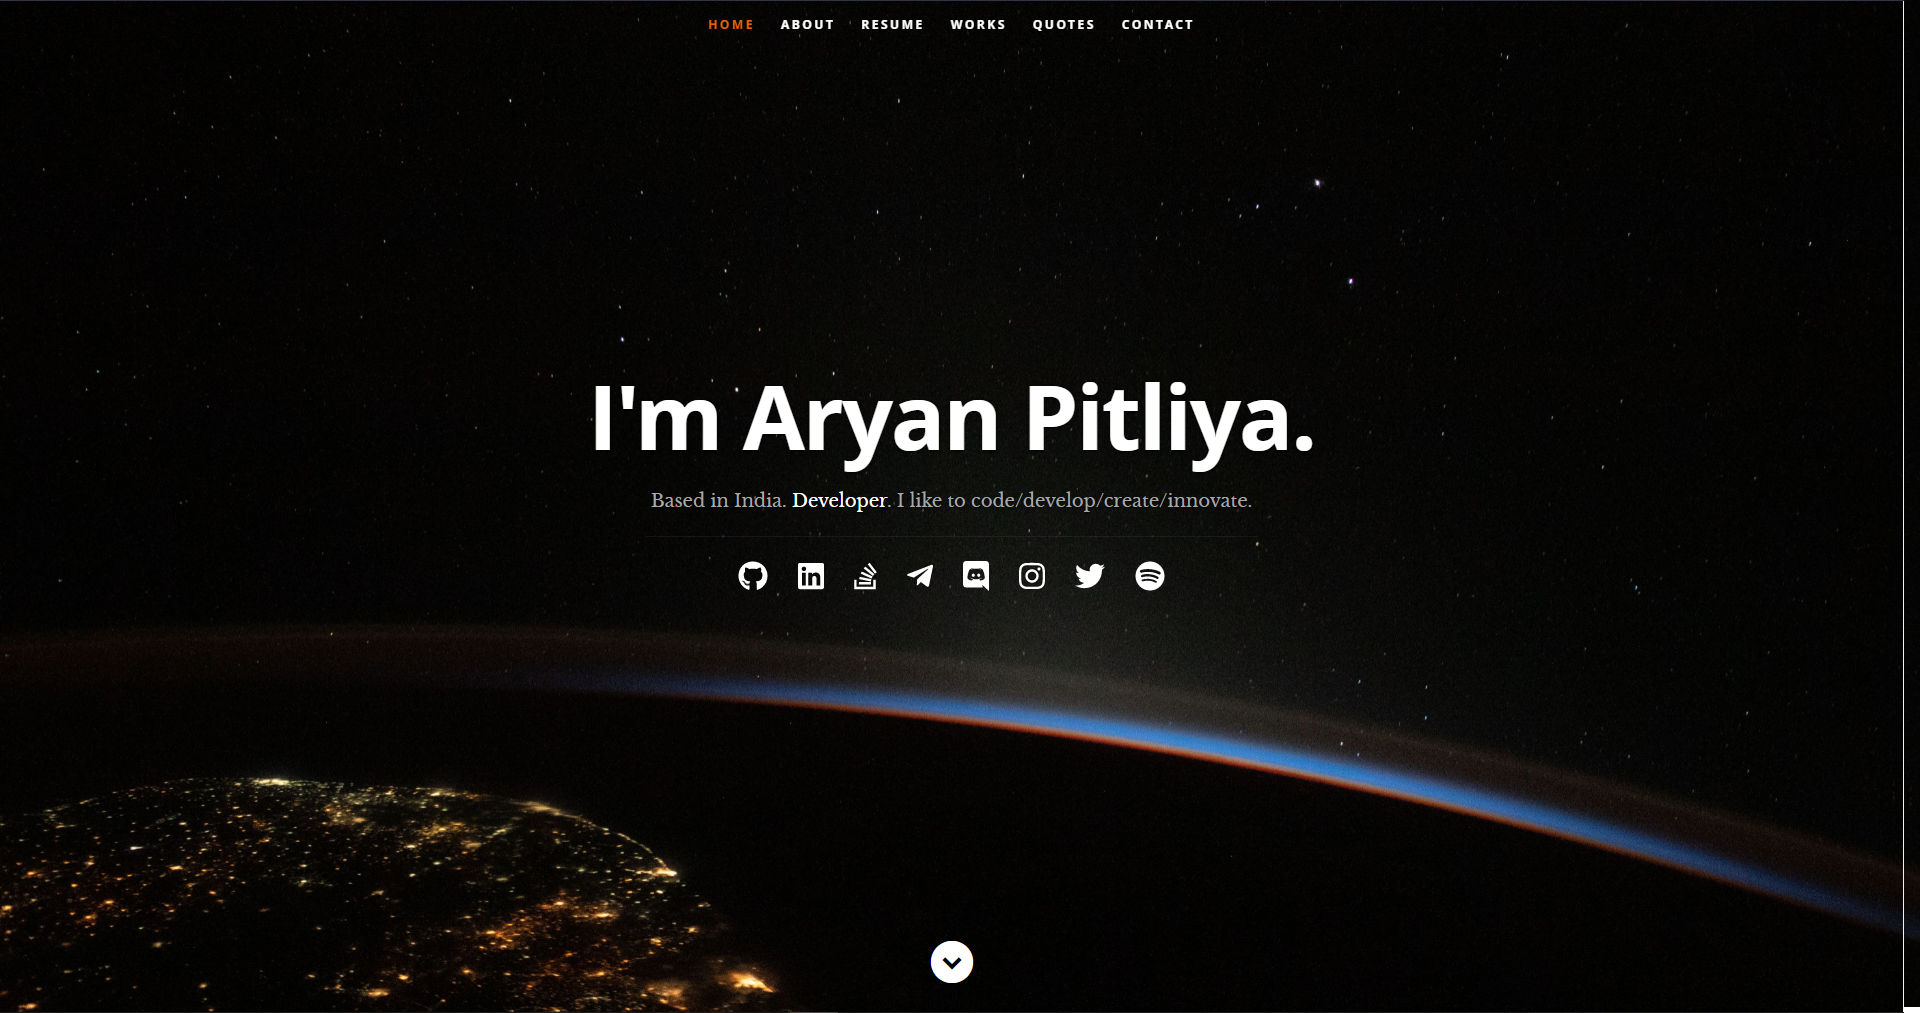 HOME ABOUT RESUME WORKS QUOTES CONTACT
I'm Aryan Pitliya.
Based in India. Developer. I like to code/develop/create/innovate.